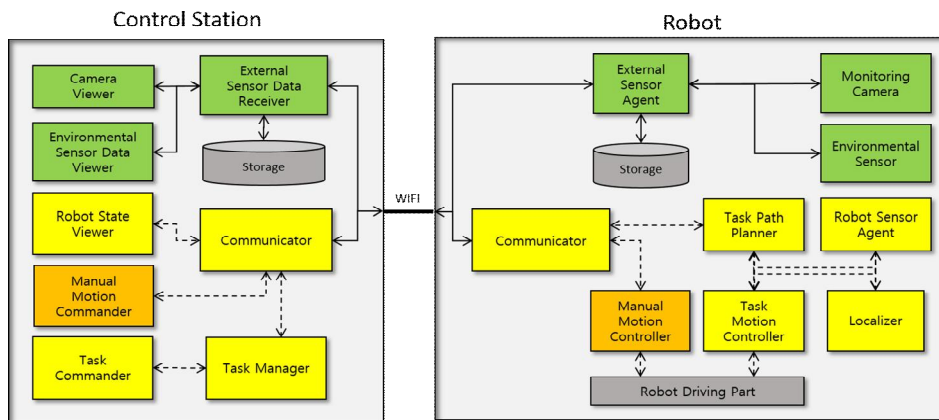 Control Station
Robot
Camera
Viewer
External
Sensor Data
Receiver
Environmental
Sensor Data
Viewer
Storage
Robot State
Viewer
Communicator
Manual
Motion
Commander
Task
Commander
Task Manager
WIFI
External
Sensor
Agent
Monitoring
Camera
Storage
Environmental
Sensor
Communicator
Task Path
Planner
Robot Sensor
Agent
Manual
Motion
Controller
Task
Motion
Controller
Localizer
Robot Driving Part